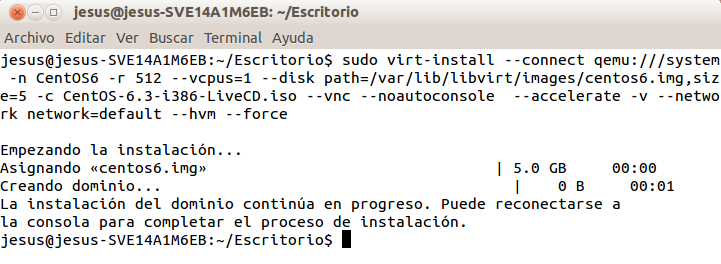 jesus@jesus-SVE14A1M6EB: ~/Escritorio
Archivo Editar Ver Buscar Terminal Ayuda
jesus@jesus-SVE14A1M6EB:~/Escritorio$ sudo virt-install --connect qemu:///system
 -n CentOS6 -r 512 --vcpus=1 --disk path=/var/lib/libvirt/images/centos6.img,siz
e=5 -c CentOS-6.3-i386-LiveCD.iso --vnc --noautoconsole  --accelerate -v --netwo
rk network=default --hvm --force
Empezando la instalación...
Asignando «centos6.img» | 5.0 GB 00:00
Creando dominio... | 0 B 00:01
La instalación del dominio continúa en progreso. Puede reconectarse a
la consola para completar el proceso de instalación.
jesus@jesus-SVE14A1M6EB:~/Escritorio$